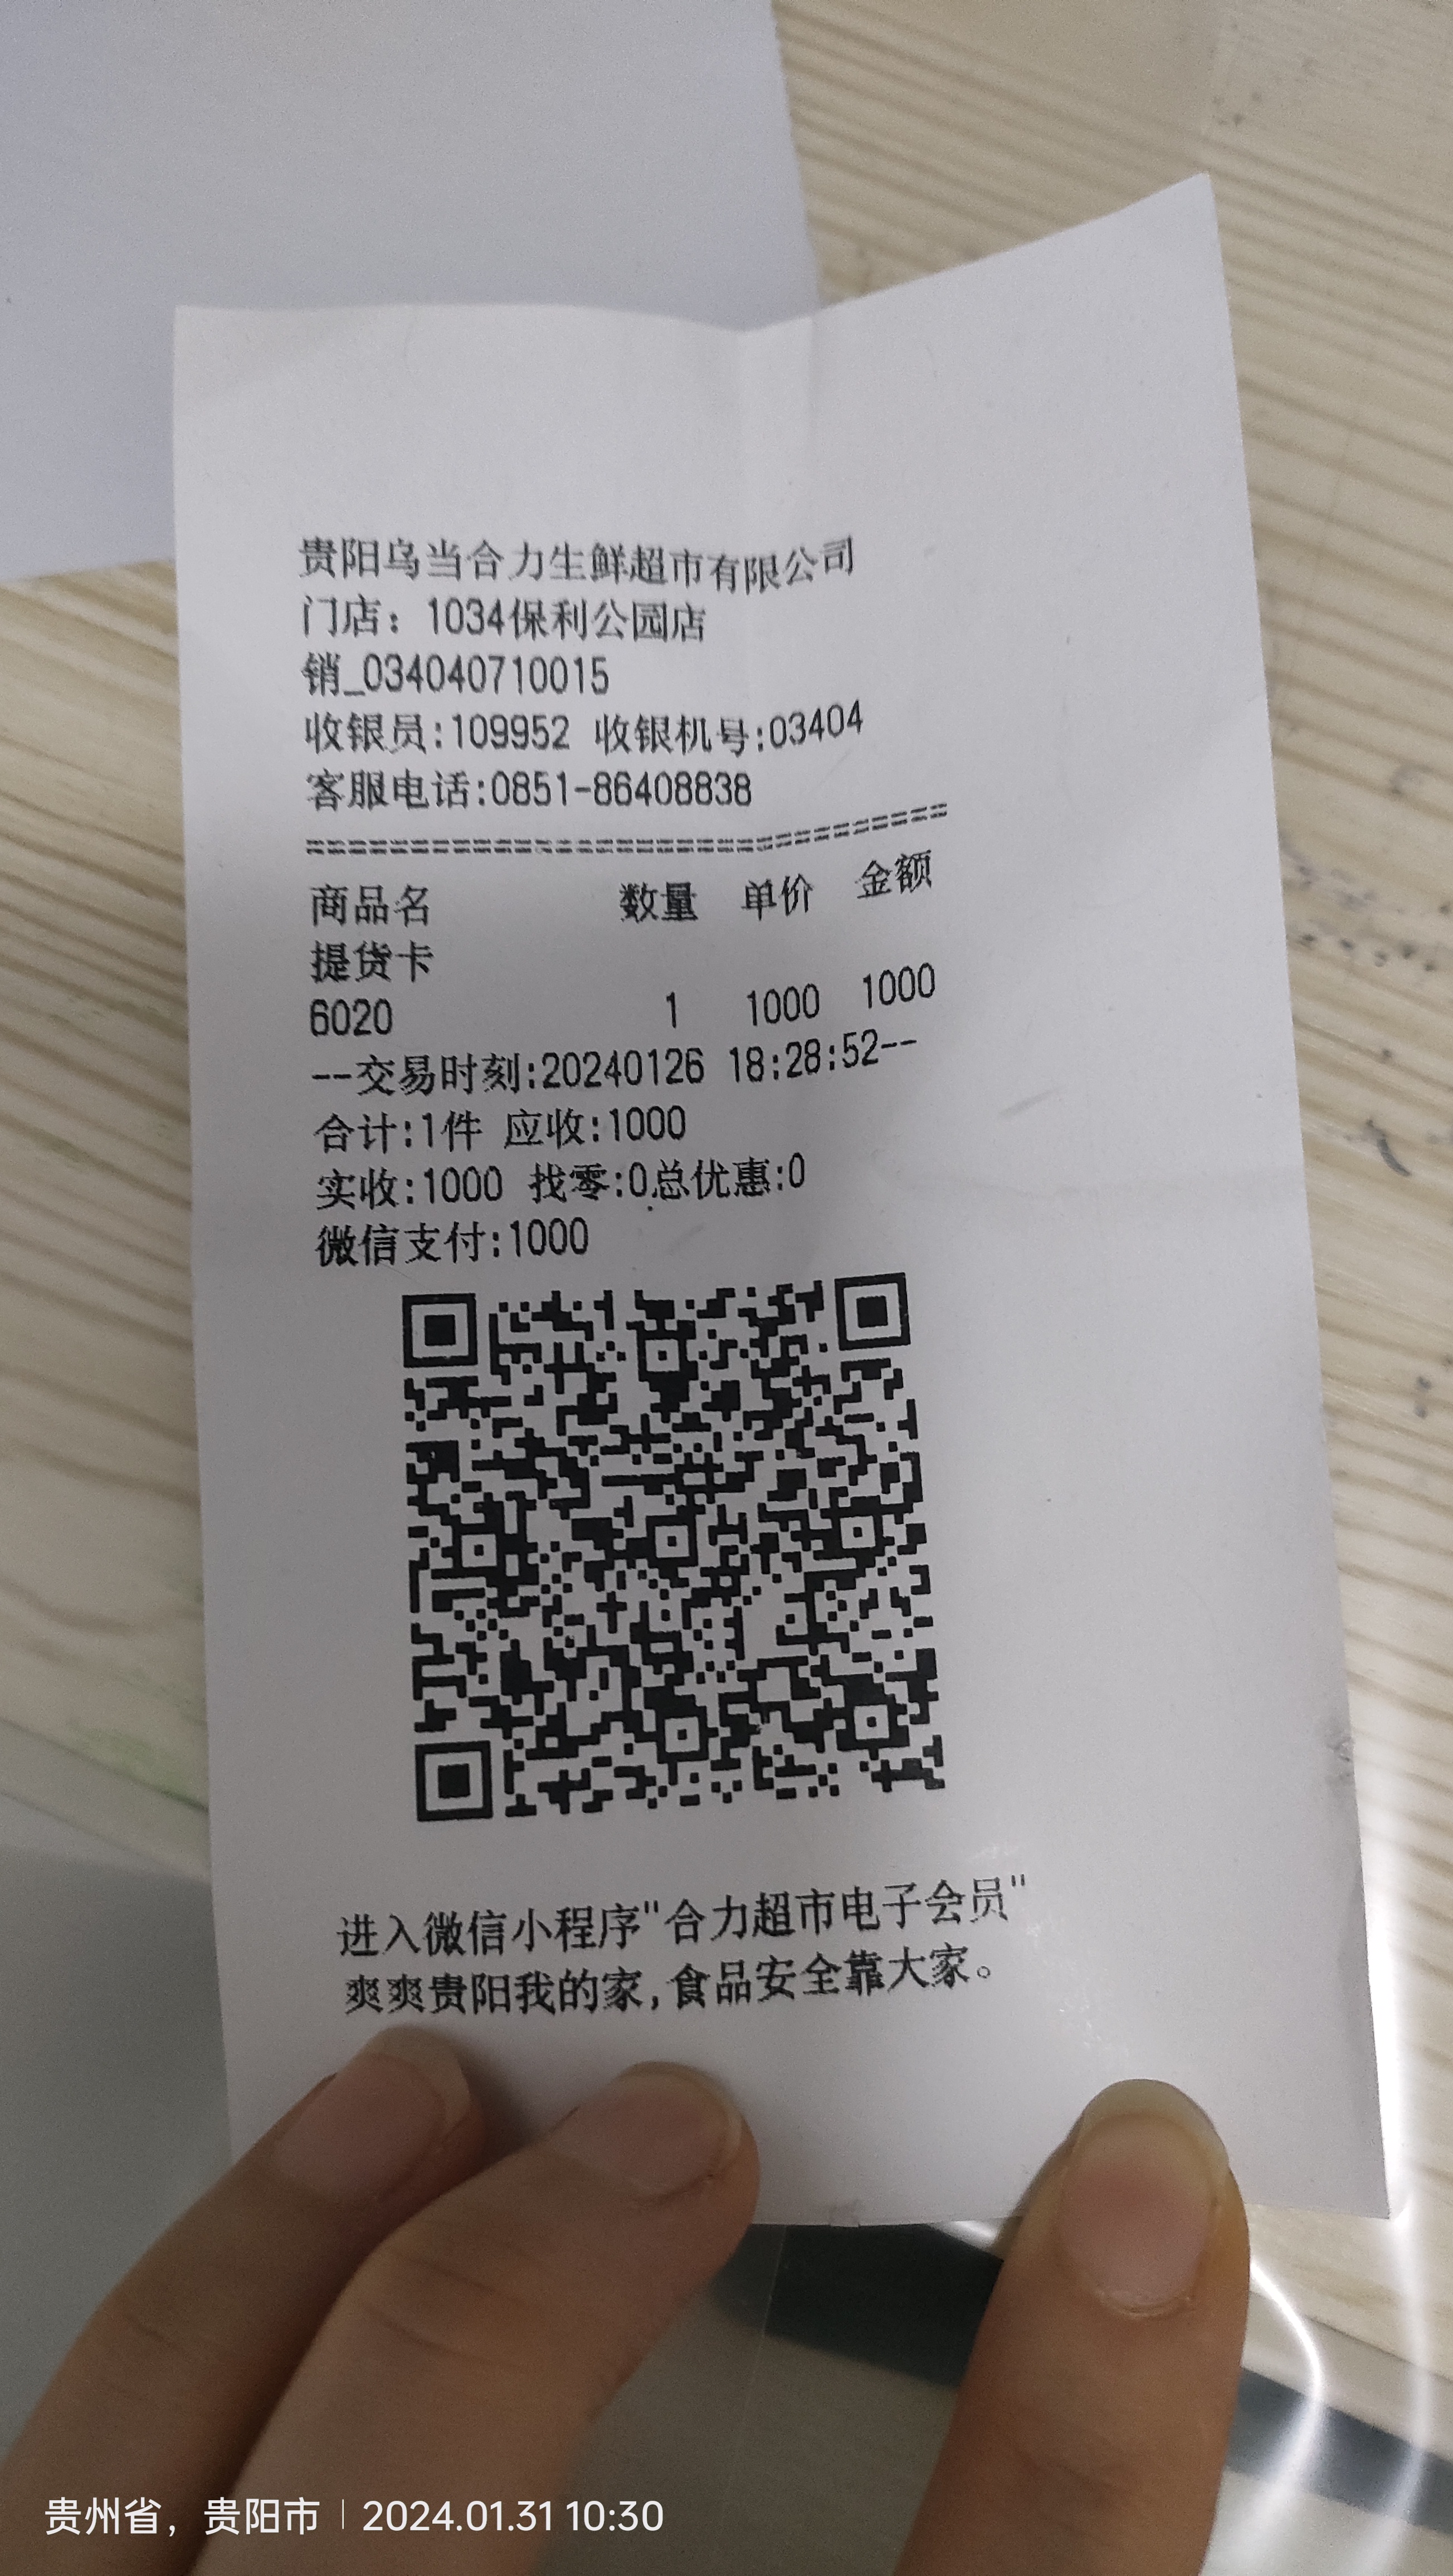 贵阳乌当合力生鲜超市有限公司
门店：1034保利公园店
销_034040710015
收银员:109952 收银机号:03404
客服电话:0851-86408838
================================
商品名 数量 单价 金额
提货卡
6020 1 1000 1000
--交易时刻:20240126 18:28:52--
合计:1件 应收:1000
实收:1000 找零:0总优惠:0
微信支付:1000
进入微信小程序"合力超市电子会员"
爽爽贵阳我的家,食品安全靠大家。
贵州省，贵阳市 | 2024.01.31 10:30